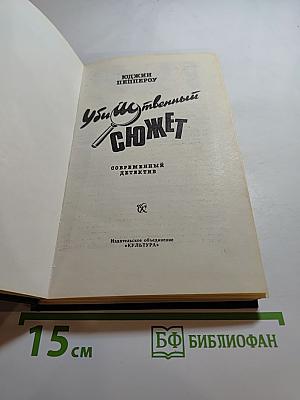 ЮДЖИН
ПЕППЕРОУ
Убийственный
СЮЖЕТ
СОВРЕМЕННЫЙ
ДЕТЕКТИВ
Издательское объединение
«КУЛЬТУРА»
15 см
БФ БИБЛИОФАН